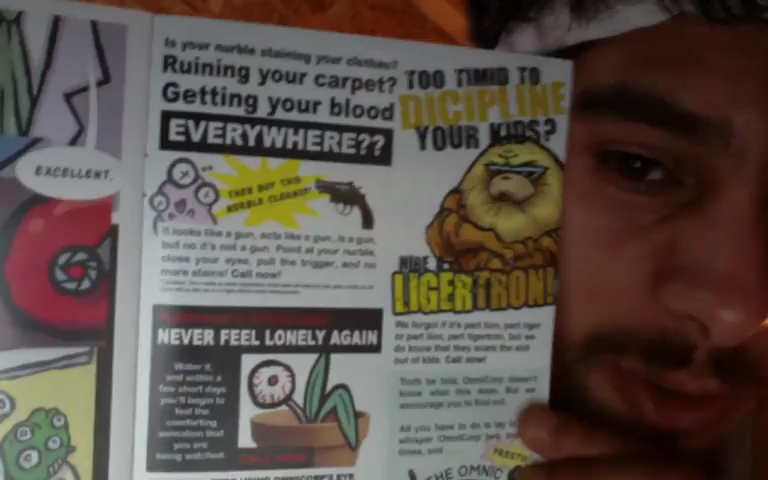 EXCELLENT.
Is your nurble staining your clothes?
Ruining your carpet?
Getting your blood
EVERYWHERE??
THEN BUY THIS
NURBLE CLEANER!
It looks like a gun, acts like a gun, is a gun,
but no it's not a gun. Point at your nurble,
close your eyes, pull the trigger, and no
more stains! Call now!
NEVER FEEL LONELY AGAIN
Water it,
and within a
few short days
you'll begin to
feel the
comforting
sensation that
you are
being watched.
CALL NOW!
TOO TIMID TO
DICIPLINE
YOUR KIDS?
HIRE
LIGERTRON!
We forgot if it's part lion, part tiger
or part lion, part tigertron, but we
do know that they scare the
out of kids. Call now!
Truth be told, OmniCorp doesn't
know what this does. But we
encourage you to find out.
All you have to do is lay
whisper 'OmniCorp'
times, and
PRESTO!
THE OMNIC